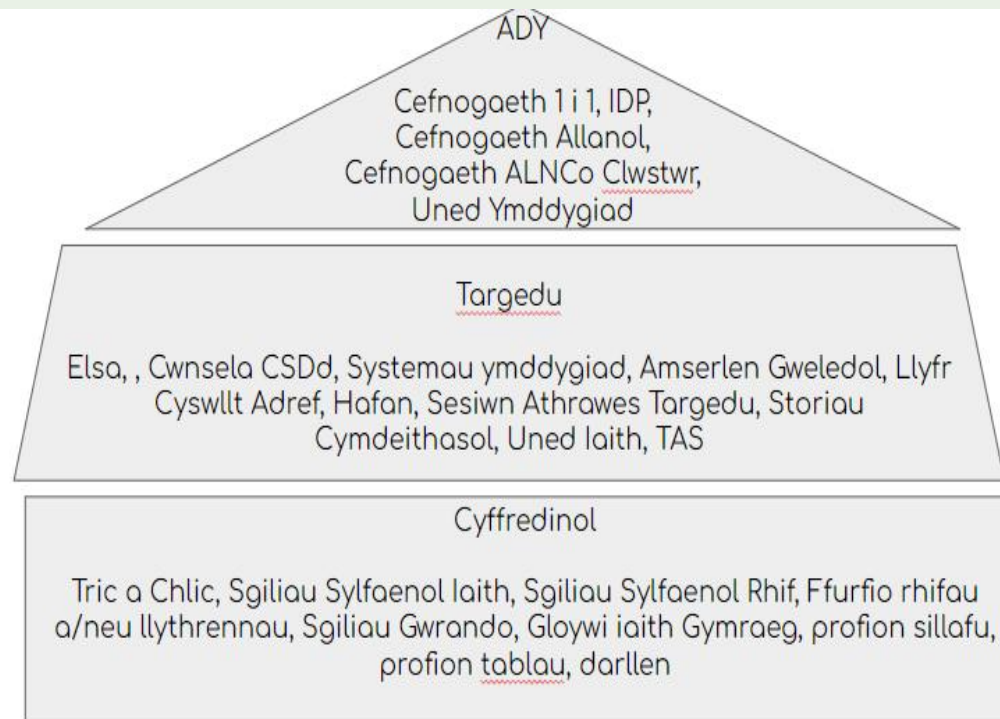 ADY
Cefnogaeth 1 i 1, IDP,
Cefnogaeth Allanol,
Cefnogaeth ALNCo Clwstwr,
Uned Ymddygiad
Targedu
Elsa, , Cwnsela CSDd, Systemau ymddygiad, Amserlen Gweledol, Llyfr
Cyswllt Adref, Hafan, Sesiwn Athrawes Targedu, Storiau
Cymdeithasol, Uned Iaith, TAS
Cyffredinol
Tric a Chlic, Sgiliau Sylfaenol Iaith, Sgiliau Sylfaenol Rhif, Ffurfio rhifau
a/neu llythrennau, Sgiliau Gwrando, Gloywi iaith Gymraeg, profion sillafu,
profion tablau, darllen